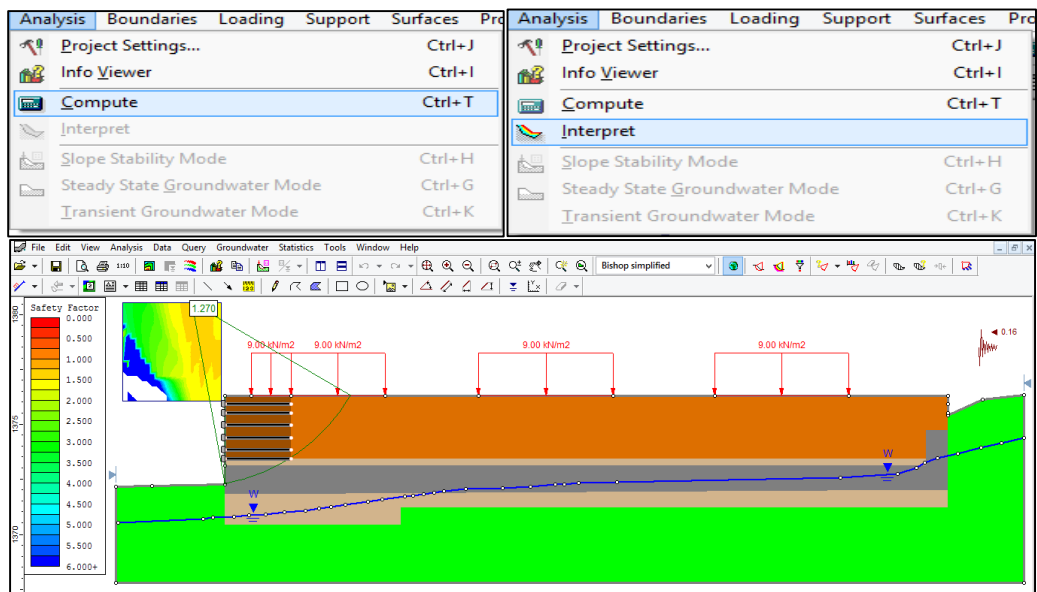 Analysis Boundaries Loading Support Surfaces Pro
Project Settings... Ctrl+J
Info Viewer Ctrl+I
Compute Ctrl+T
Interpret
Slope Stability Mode Ctrl+H
Steady State Groundwater Mode Ctrl+G
Transient Groundwater Mode Ctrl+K
Analysis Boundaries Loading Support Surfaces Pro
Project Settings... Ctrl+J
Info Viewer Ctrl+I
Compute Ctrl+T
Interpret
Slope Stability Mode Ctrl+H
Steady State Groundwater Mode Ctrl+G
Transient Groundwater Mode Ctrl+K
File Edit View Analysis Data Query Groundwater Statistics Tools Window Help
1:10
Bishop simplified
Safety Factor
0.000
0.500
1.000
1.500
2.000
2.500
3.000
3.500
4.000
4.500
5.000
5.500
6.000+
1380
1375
1370
1.270
9.00 kN/m2 9.00 kN/m2 9.00 kN/m2 9.00 kN/m2
0.16
W
W